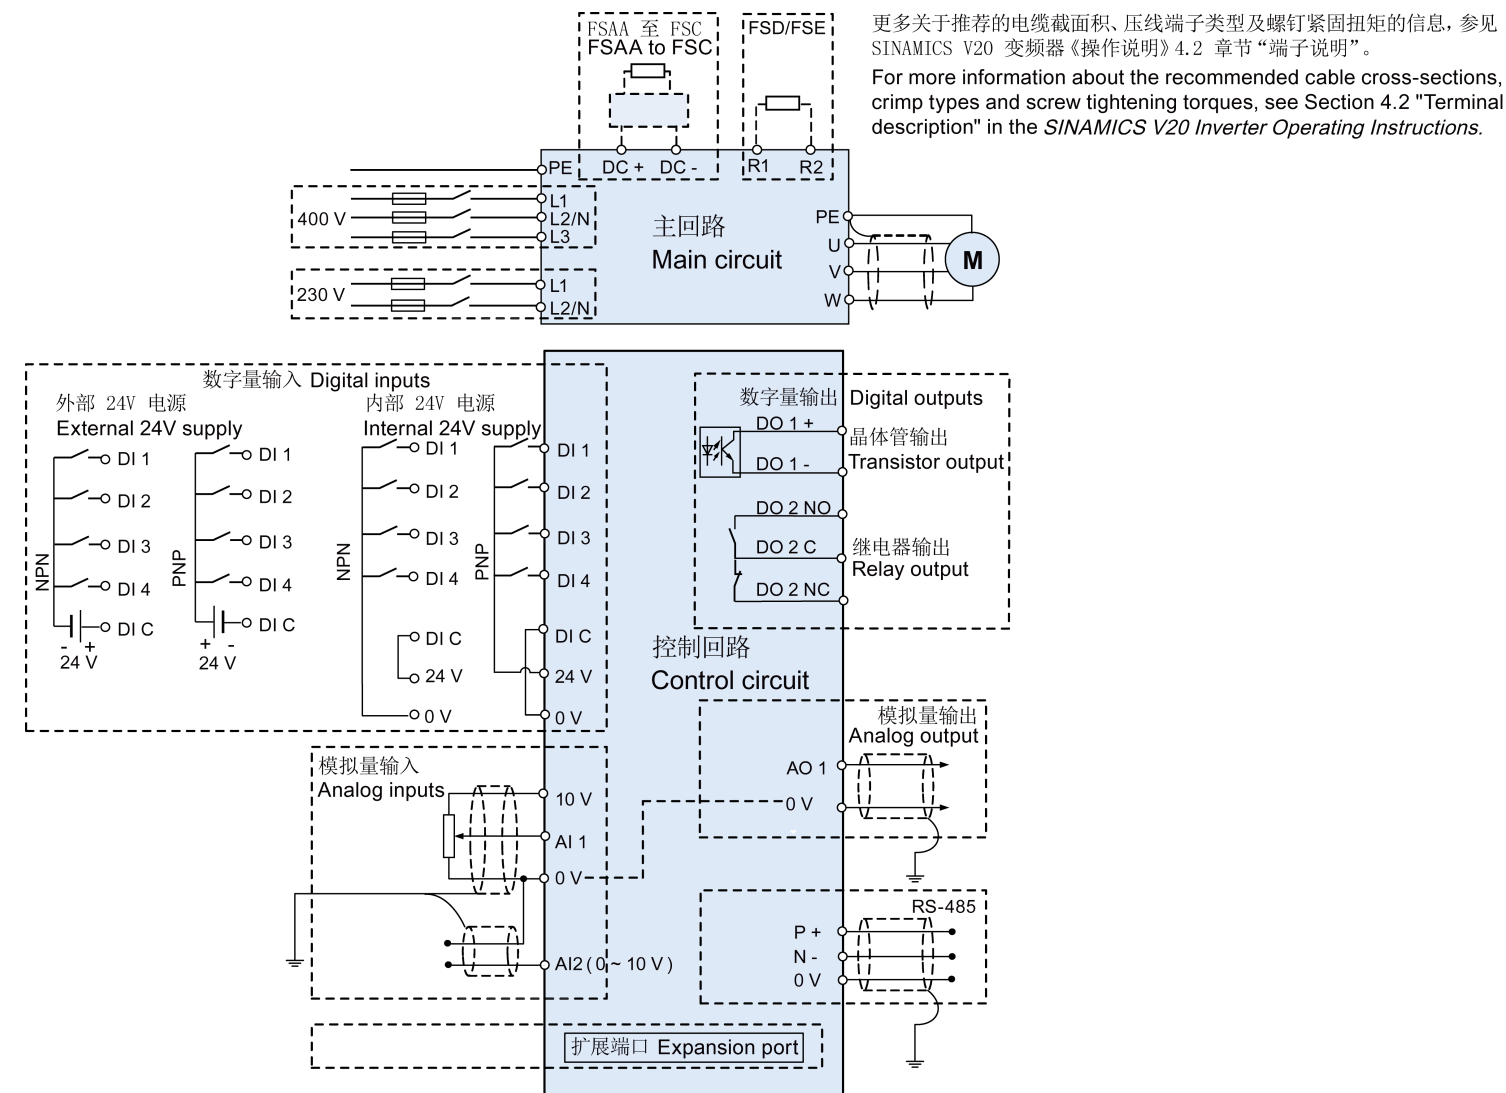 FSAA 至 FSC
FSAA to FSC
FSD/FSE
更多关于推荐的电缆截面积、压线端子类型及螺钉紧固扭矩的信息，参见
SINAMICS V20 变频器《操作说明》4.2 章节“端子说明”。
For more information about the recommended cable cross-sections,
crimp types and screw tightening torques, see Section 4.2 "Terminal
description" in the SINAMICS V20 Inverter Operating Instructions.
PE
DC +
DC -
R1
R2
400 V
L1
L2/N
L3
230 V
L1
L2/N
主回路
Main circuit
PE
U
V
W
M
数字量输入 Digital inputs
外部 24V 电源
External 24V supply
内部 24V 电源
Internal 24V supply
NPN
DI 1
DI 2
DI 3
DI 4
DI C
- +
24 V
PNP
DI 1
DI 2
DI 3
DI 4
DI C
+ -
24 V
NPN
DI 1
DI 2
DI 3
DI 4
DI C
24 V
0 V
PNP
DI 1
DI 2
DI 3
DI 4
DI C
24 V
0 V
数字量输出 Digital outputs
DO 1 +
DO 1 -
晶体管输出
Transistor output
DO 2 NO
DO 2 C
DO 2 NC
继电器输出
Relay output
控制回路
Control circuit
模拟量输入
Analog inputs
10 V
AI 1
0 V
AI2 ( 0 ~ 10 V )
模拟量输出
Analog output
AO 1
0 V
RS-485
P +
N -
0 V
扩展端口 Expansion port